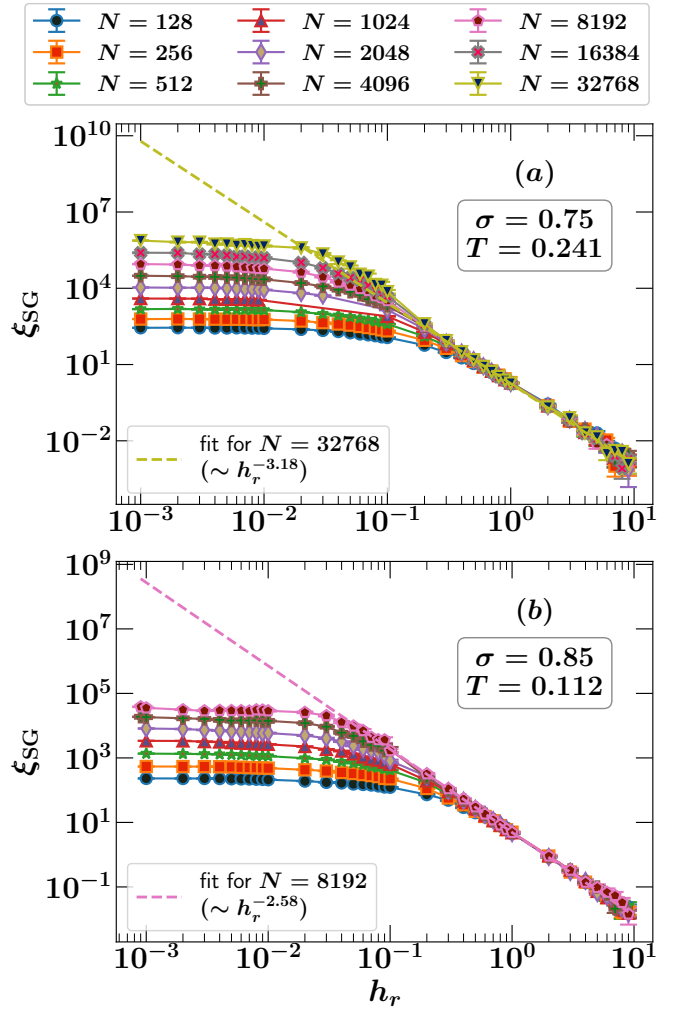 N = 128 N = 1024 N = 8192
N = 256 N = 2048 N = 16384
N = 512 N = 4096 N = 32768
(a)
σ = 0.75
T = 0.241
ξ_SG
10^10
10^7
10^4
10^1
10^−2
fit for N = 32768
(∼ h_r^−3.18)
10^−3 10^−2 10^−1 10^0 10^1
(b)
σ = 0.85
T = 0.112
ξ_SG
10^9
10^7
10^5
10^3
10^1
10^−1
fit for N = 8192
(∼ h_r^−2.58)
10^−3 10^−2 10^−1 10^0 10^1
h_r